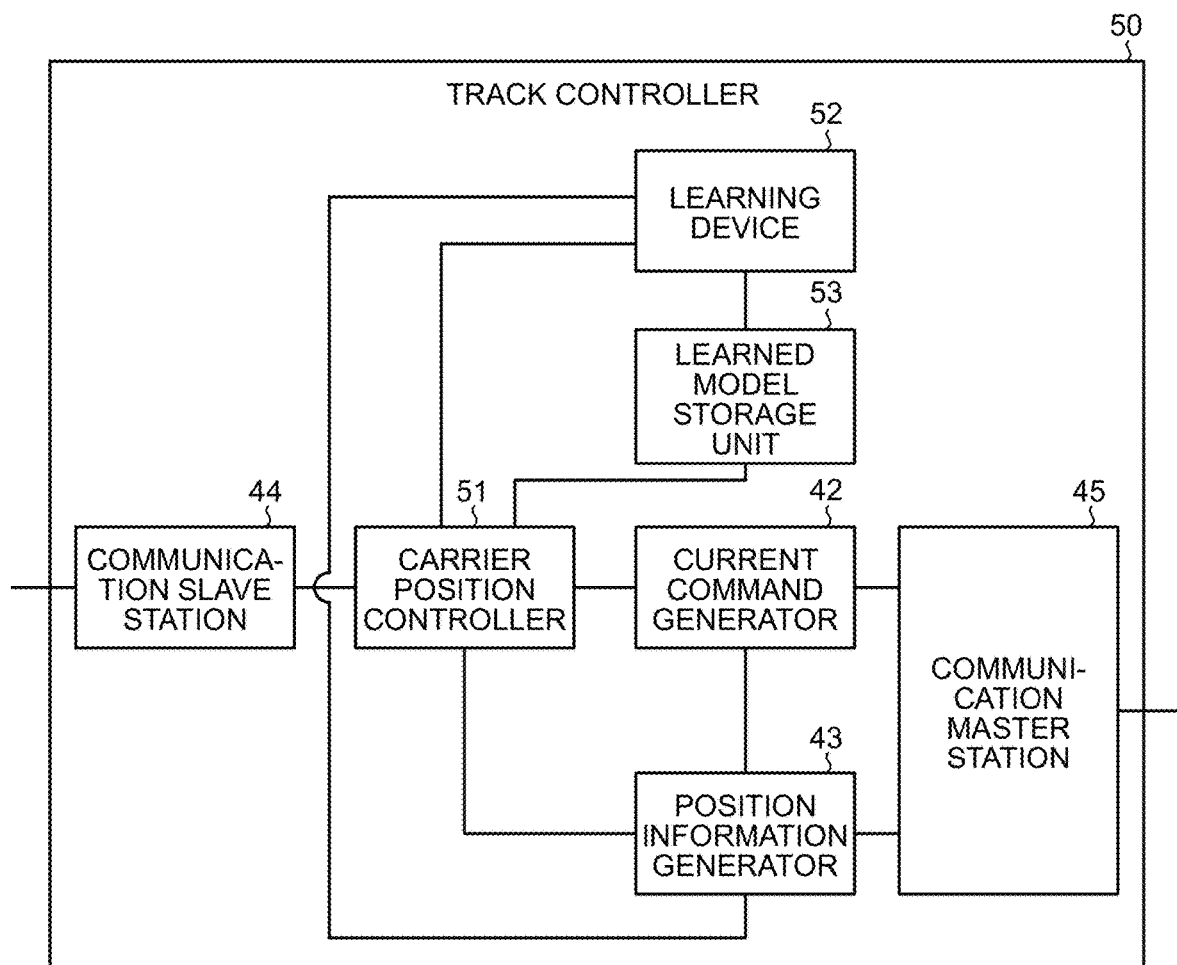 50
TRACK CONTROLLER
52
LEARNING
DEVICE
53
LEARNED
MODEL
STORAGE
UNIT
44
COMMUNICA-
TION SLAVE
STATION
51
CARRIER
POSITION
CONTROLLER
42
CURRENT
COMMAND
GENERATOR
45
COMMUNI-
CATION
MASTER
STATION
43
POSITION
INFORMATION
GENERATOR